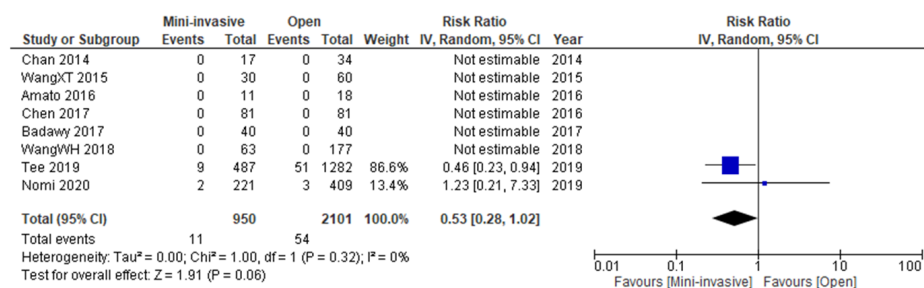 Mini-invasive Open Risk Ratio Risk Ratio
Study or Subgroup Events Total Events Total Weight IV, Random, 95% CI Year IV, Random, 95% CI
Chan 2014 0 17 0 34 Not estimable 2014
WangXT 2015 0 30 0 60 Not estimable 2015
Amato 2016 0 11 0 18 Not estimable 2016
Chen 2017 0 81 0 81 Not estimable 2016
Badawy 2017 0 40 0 40 Not estimable 2017
WangWH 2018 0 63 0 177 Not estimable 2018
Tee 2019 9 487 51 1282 86.6% 0.46 [0.23, 0.94] 2019
Nomi 2020 2 221 3 409 13.4% 1.23 [0.21, 7.33] 2019
Total (95% CI) 950 2101 100.0% 0.53 [0.28, 1.02]
Total events 11 54
Heterogeneity: Tau² = 0.00; Chi² = 1.00, df = 1 (P = 0.32); I² = 0%
Test for overall effect: Z = 1.91 (P = 0.06)
0.01 0.1 1 10 100
Favours [Mini-invasive] Favours [Open]